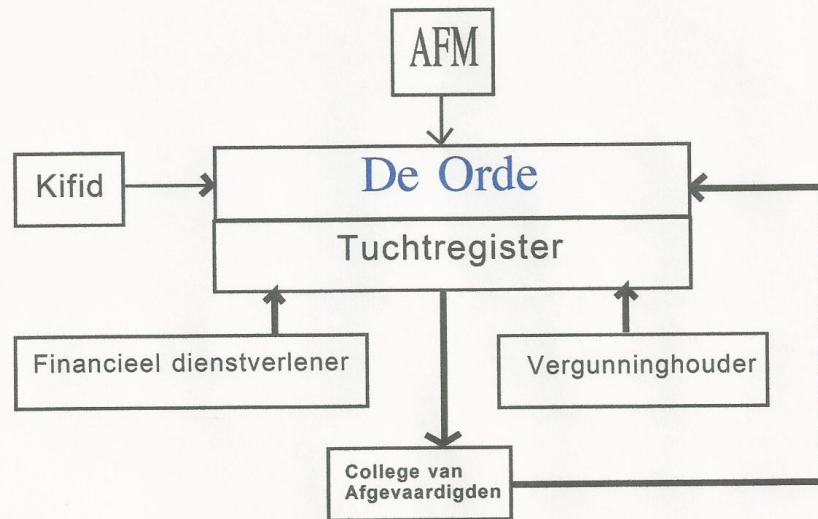 AFM
De Orde
Kifid
Tuchtregister
Financieel dienstverlener
Vergunninghouder
College van
Afgevaardigden